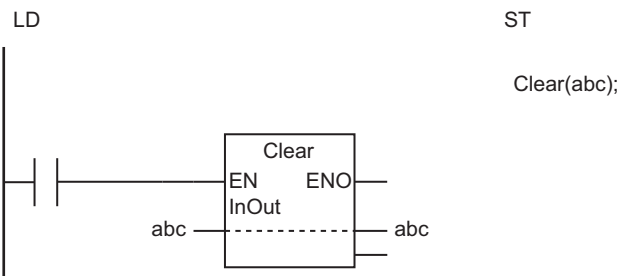 LD
ST
Clear(abc);
Clear
EN ENO
InOut
abc abc